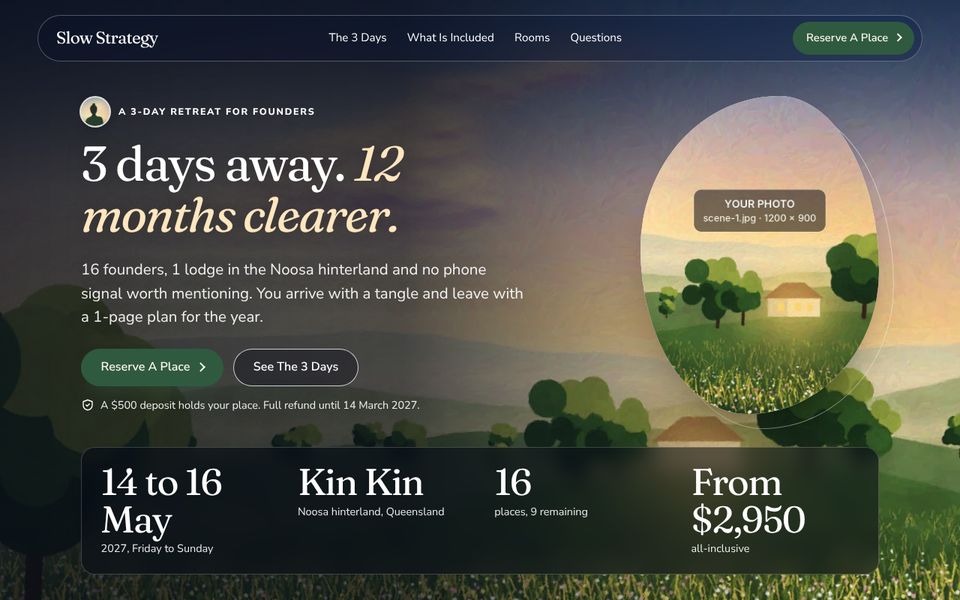 Slow Strategy
The 3 Days
What Is Included
Rooms
Questions
Reserve A Place
A 3-DAY RETREAT FOR FOUNDERS
3 days away. 12
months clearer.
16 founders, 1 lodge in the Noosa hinterland and no phone
signal worth mentioning. You arrive with a tangle and leave with
a 1-page plan for the year.
Reserve A Place
See The 3 Days
A $500 deposit holds your place. Full refund until 14 March 2027.
YOUR PHOTO
scene-1.jpg · 1200 × 900
14 to 16
May
2027, Friday to Sunday
Kin Kin
Noosa hinterland, Queensland
16
places, 9 remaining
From
$2,950
all-inclusive